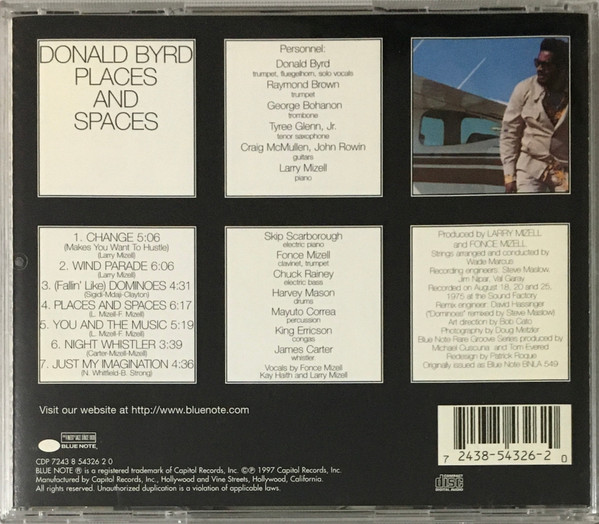 DONALD BYRD
PLACES
AND
SPACES
Personnel:
Donald Byrd
trumpet, fluegelhorn, solo vocals
Raymond Brown
trumpet
George Bohanon
trombone
Tyree Glenn, Jr.
tenor saxophone
Craig McMullen, John Rowin
guitars
Larry Mizell
piano
1. CHANGE 5:06
(Makes You Want To Hustle)
(Larry Mizell)
2. WIND PARADE 6:06
(Larry Mizell)
3. (Fallin' Like) DOMINOES 4:31
(Sigidi-Mdaji-Clayton)
4. PLACES AND SPACES 6:17
(L. Mizell-F. Mizell)
5. YOU AND THE MUSIC 5:19
(L. Mizell-F. Mizell)
6. NIGHT WHISTLER 3:39
(Carter-Mizell-Mizell)
7. JUST MY IMAGINATION 4:36
(N. Whitfield-B. Strong)
Skip Scarborough
electric piano
Fonce Mizell
clavinet, trumpet
Chuck Rainey
electric bass
Harvey Mason
drums
Mayuto Correa
percussion
King Erricson
congas
James Carter
whistler
Vocals by Fonce Mizell
Kay Haith and Larry Mizell
Produced by LARRY MIZELL
and FONCE MIZELL
Strings arranged and conducted by
Wade Marcus
Recording engineers: Steve Maslow,
Jim Nipar, Val Garay
Recorded on August 18, 20 and 25,
1975 at the Sound Factory
Remix engineer: David Hassinger
("Dominoes" remixed by Steve Maslow)
Art direction by Bob Cato
Photography by Doug Metzler
Blue Note Rare Groove Series produced by
Michael Cuscuna and Tom Evered
Redesign by Patrick Roques
Originally issued as Blue Note BNLA 549
Visit our website at http://www.bluenote.com
BLUE NOTE
CDP 7243 8 54326 2 0
BLUE NOTE ® is a registered trademark of Capitol Records, Inc. ©℗ 1997 Capitol Records, Inc.
Manufactured by Capitol Records, Inc., Hollywood and Vine Streets, Hollywood, California.
All rights reserved. Unauthorized duplication is a violation of applicable laws.
7 2438-54326-2 0
COMPACT
disc
DIGITAL AUDIO